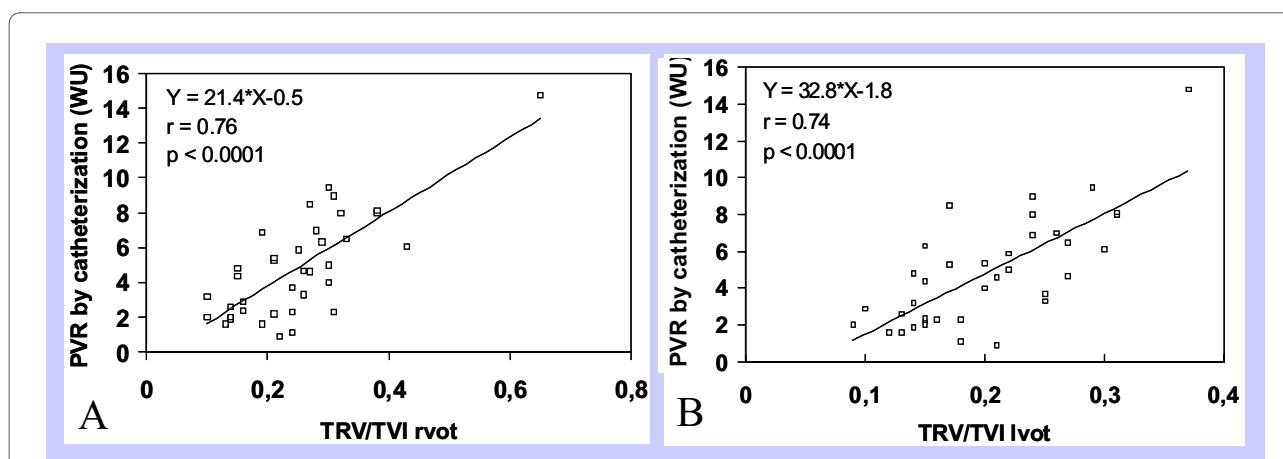 PVR by catheterization (WU)
16
14
12
10
8
6
4
2
0
Y = 21.4*X-0.5
r = 0.76
p < 0.0001
0
0,2
0,4
0,6
0,8
A
TRV/TVI rvot
PVR by catheterization (WU)
16
14
12
10
8
6
4
2
0
Y = 32.8*X-1.8
r = 0.74
p < 0.0001
0
0,1
0,2
0,3
0,4
B
TRV/TVI lvot